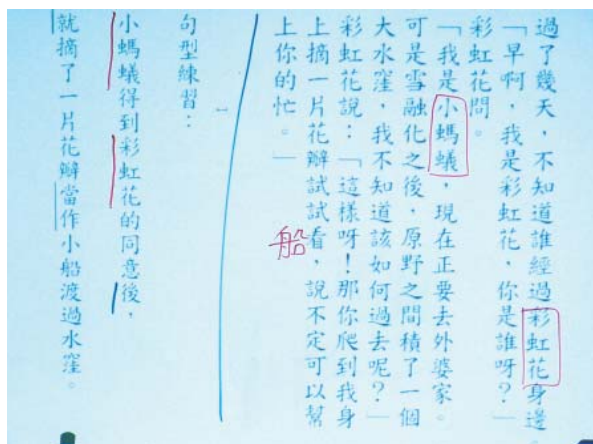 過了幾天，不知道誰經過彩虹花身邊
「早啊，我是彩虹花，你是誰呀？」
彩虹花問。
「我是小螞蟻，現在正要去外婆家。
可是雪融化之後，原野之間積了一個
大水窪，我不知道該如何過去呢？」
彩虹花說：「這樣呀！那你爬到我身
上摘一片花瓣試試看，說不定可以幫
上你的忙。」
船
句型練習：
小螞蟻得到彩虹花的同意後，
就摘了一片花瓣當作小船渡過水窪。